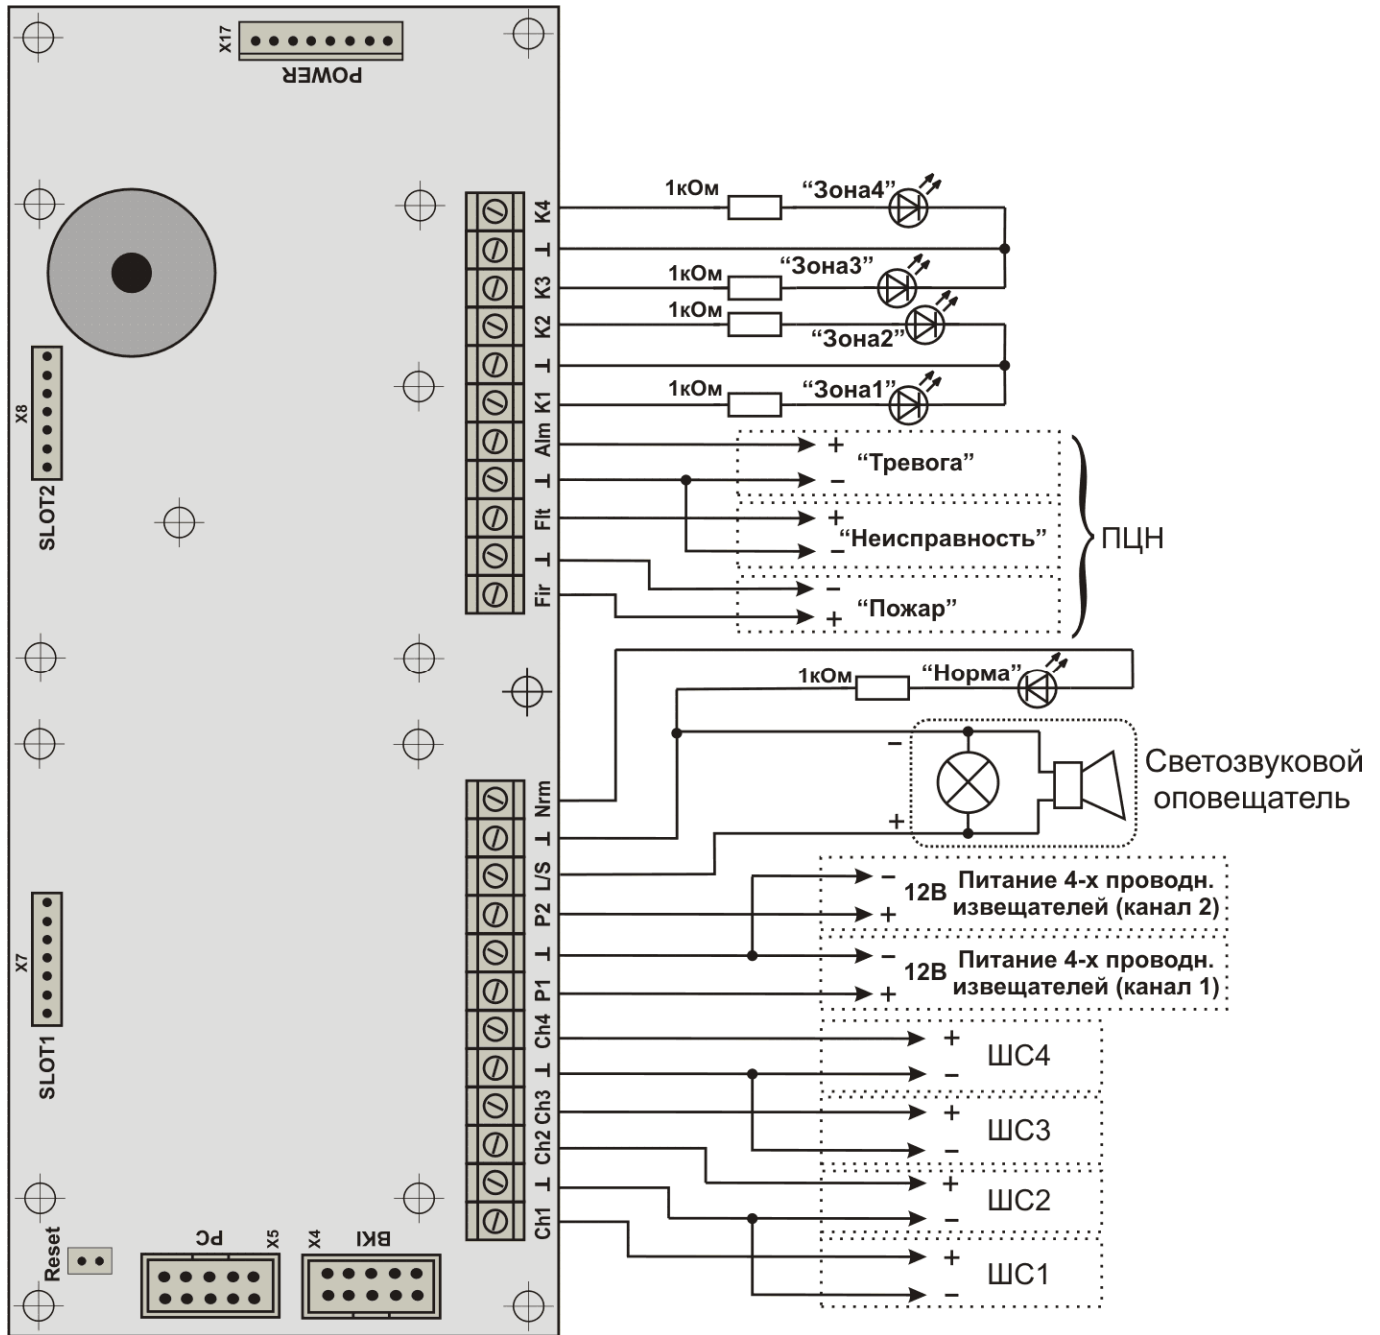 X17
POWER
K4
⊥
K3
K2
⊥
K1
Alm
⊥
Flt
⊥
Fir
1кОм
“Зона4”
1кОм
“Зона3”
1кОм
“Зона2”
1кОм
“Зона1”
+
“Тревога”
−
+
“Неисправность”
−
−
“Пожар”
+
ПЦН
X8
SLOT2
1кОм
“Норма”
−
+
Светозвуковой
оповещатель
Nrm
⊥
L/S
P2
⊥
P1
Ch4
⊥
Ch3
Ch2
⊥
Ch1
− 12В Питание 4-х проводн.
+ извещателей (канал 2)
− 12В Питание 4-х проводн.
+ извещателей (канал 1)
+
ШС4
−
+
ШС3
−
+
ШС2
−
+
ШС1
−
X7
SLOT1
Reset
PC
X5
X4
BKI